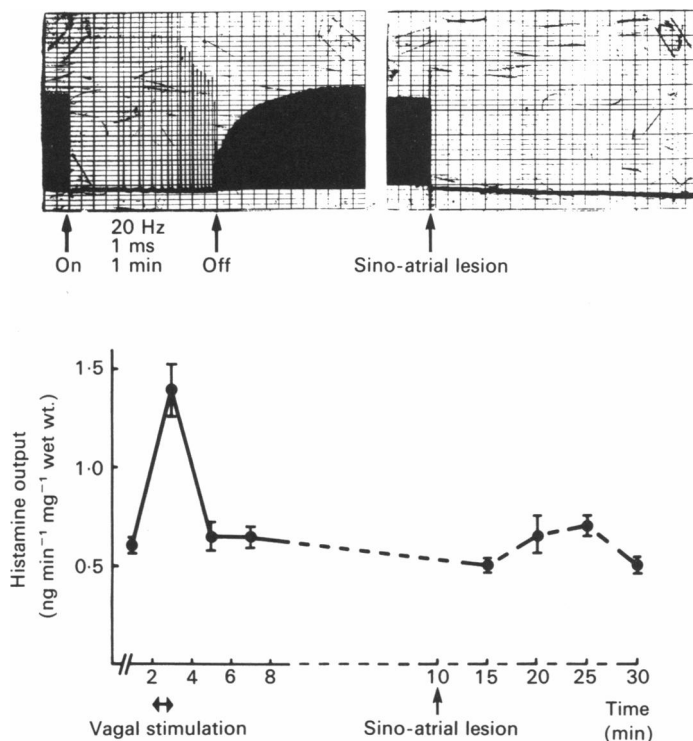 20 Hz
1 ms
1 min
On
Off
Sino-atrial lesion
Histamine output
(ng min⁻¹ mg⁻¹ wet wt.)
1·5
1·0
0·5
2 4 6 8 10 15 20 25 30
Vagal stimulation
Sino-atrial lesion
Time
(min)